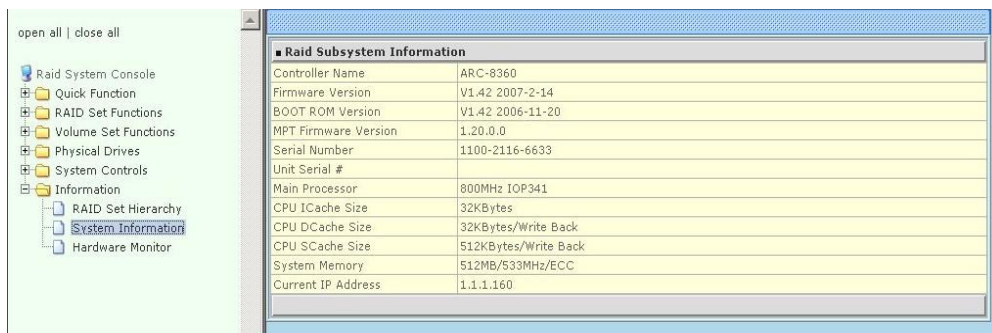 open all | close all
Raid System Console
Quick Function
RAID Set Functions
Volume Set Functions
Physical Drives
System Controls
Information
RAID Set Hierarchy
System Information
Hardware Monitor
Raid Subsystem Information
Controller Name ARC-8360
Firmware Version V1.42 2007-2-14
BOOT ROM Version V1.42 2006-11-20
MPT Firmware Version 1.20.0.0
Serial Number 1100-2116-6633
Unit Serial #
Main Processor 800MHz IOP341
CPU ICache Size 32KBytes
CPU DCache Size 32KBytes/Write Back
CPU SCache Size 512KBytes/Write Back
System Memory 512MB/533MHz/ECC
Current IP Address 1.1.1.160